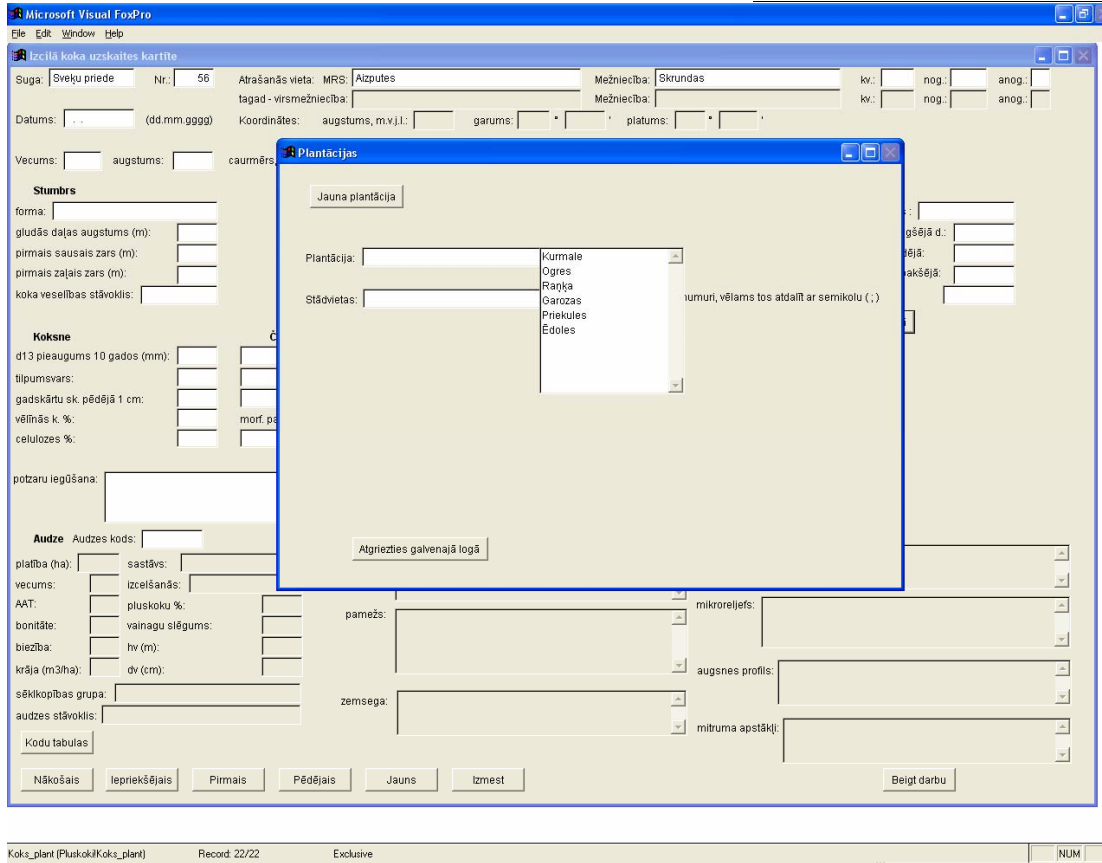 Microsoft Visual FoxPro
File Edit Window Help
Izcilā koka uzskaites kartīte
Suga: Sveķu priede Nr.: 56 Atrašanās vieta: MRS: Aizputes Mežniecība: Skrundas kv.: nog.: anog.:
tagad - virsmežniecība: Mežniecība: kv.: nog.: anog.:
Datums: . . (dd.mm.gggg) Koordinātes: augstums, m.v.j.l.: garums: ° ' platums: ° '
Vecums: augstums: caurmērs,
Plantācijas
Stumbrs
Jauna plantācija
forma:
gludās daļas augstums (m): gšējā d.:
pirmais sausais zars (m):
pirmais zaļais zars (m): akšējā:
koka veselības stāvoklis:
Plantācija:
Kurmale
Ogres
Raņķa
Garozas
Priekules
Ēdoles
Stādvietas: numuri, vēlams tos atdalīt ar semikolu ( ; )
Koksne Č
d13 pieaugums 10 gados (mm):
tilpumsvars:
gadskārtu sk. pēdējā 1 cm:
vēlīnās k. %: morf. pa
celulozes %:
potzaru iegūšana:
Atgriezties galvenajā logā
Audze Audzes kods:
platība (ha): sastāvs:
vecums: izcelšanās:
AAT: pluskoku %:
bonitāte: vainagu slēgums:
biezība: hv (m):
krāja (m3/ha): dv (cm):
sēklkopības grupa:
audzes stāvoklis:
pamežs:
zemsega:
mikroreljefs:
augsnes profils:
mitruma apstākļi:
Kodu tabulas
Nākošais Iepriekšējais Pirmais Pēdējais Jauns Izmest Beigt darbu
Koks_plant (Pluskoki!Koks_plant) Record: 22/22 Exclusive NUM